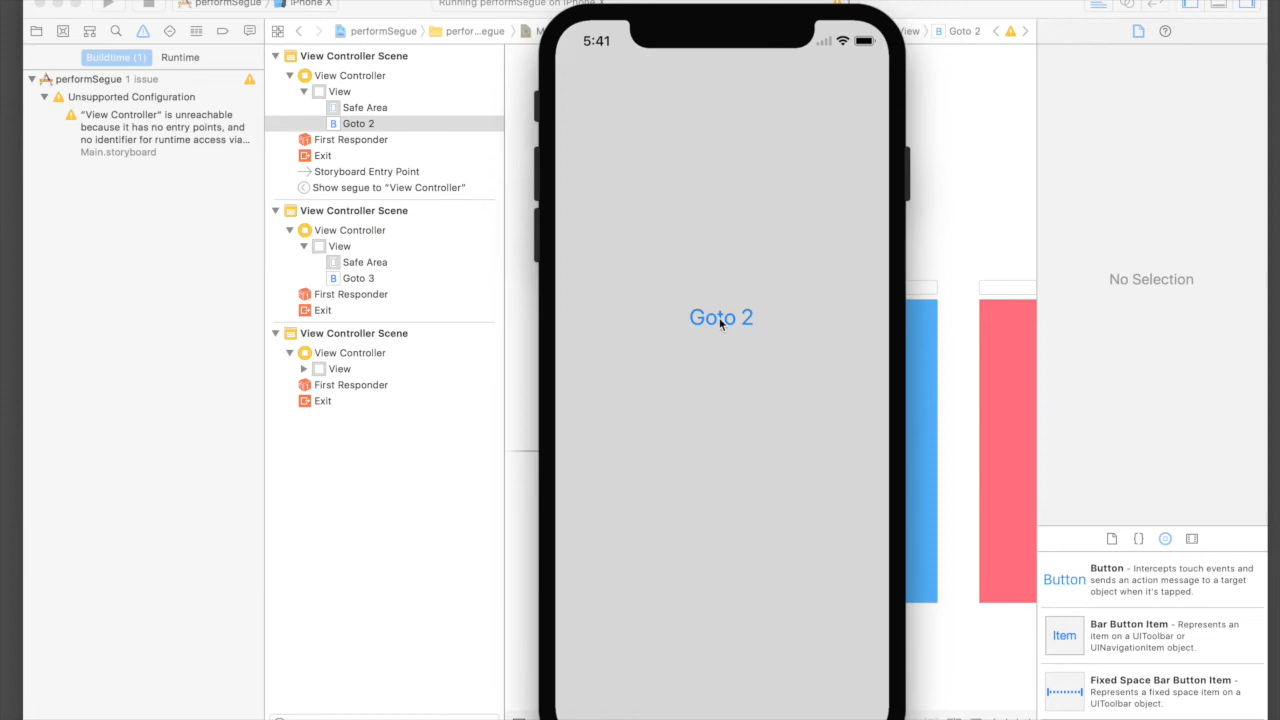 performSegue
iPhone X
Running performSegue on iPhone X
performSegue
perfor...egue
M
View
Goto 2
Buildtime (1)
Runtime
performSegue 1 issue
Unsupported Configuration
"View Controller" is unreachable
because it has no entry points, and
no identifier for runtime access via...
Main.storyboard
View Controller Scene
View Controller
View
Safe Area
B Goto 2
First Responder
Exit
Storyboard Entry Point
Show segue to "View Controller"
View Controller Scene
View Controller
View
Safe Area
B Goto 3
First Responder
Exit
View Controller Scene
View Controller
View
First Responder
Exit
5:41
Goto 2
No Selection
{}
Button
Button - Intercepts touch events and
sends an action message to a target
object when it's tapped.
Item
Bar Button Item - Represents an
item on a UIToolbar or
UINavigationItem object.
Fixed Space Bar Button Item -
Represents a fixed space item on a
UIToolbar object.